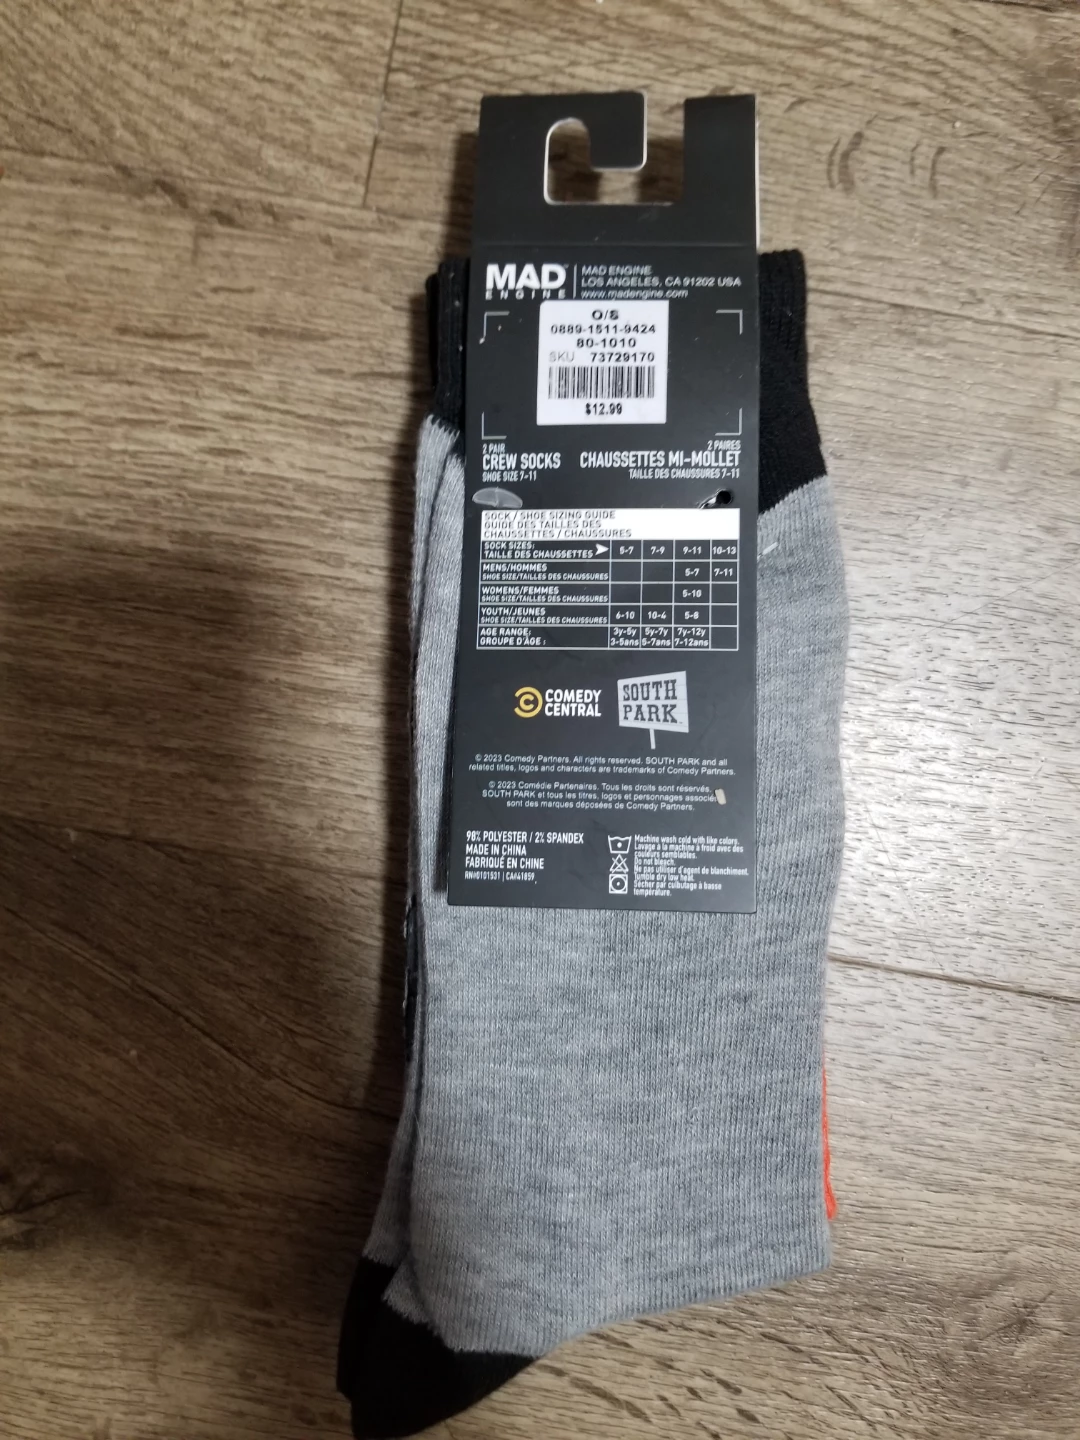 MAD
ENGINE
MAD ENGINE
LOS ANGELES, CA 91202 USA
www.madengine.com
O/S
0889-1511-9424
80-1010
SKU 73729170
$12.99
2 PAIR
CREW SOCKS
SHOE SIZE 7-11
2 PAIRES
CHAUSSETTES MI-MOLLET
TAILLE DES CHAUSSURES 7-11
SOCK / SHOE SIZING GUIDE
GUIDE DES TAILLES DES
CHAUSSETTES / CHAUSSURES
SOCK SIZES: 5-7 7-9 9-11 10-13
TAILLE DES CHAUSSETTES
MENS/HOMMES 5-7 7-11
SHOE SIZE/TAILLES DES CHAUSSURES
WOMENS/FEMMES 5-10
SHOE SIZE/TAILLES DES CHAUSSURES
YOUTH/JEUNES 6-10 10-4 5-8
SHOE SIZE/TAILLES DES CHAUSSURES
AGE RANGE: 3y-5y 5y-7y 7y-12y
GROUPE D'ÂGE : 3-5ans 5-7ans 7-12ans
COMEDY
CENTRAL
SOUTH
PARK
© 2023 Comedy Partners. All rights reserved. SOUTH PARK and all
related titles, logos and characters are trademarks of Comedy Partners.
© 2023 Comédie Partenaires. Tous les droits sont réservés.
SOUTH PARK et tous les titres, logos et personnages associés
sont des marques déposées de Comedy Partners.
98% POLYESTER / 2% SPANDEX
MADE IN CHINA
FABRIQUÉ EN CHINE
RN#0101531 | CA#41859
Machine wash cold with like colors.
Lavage à la machine à froid avec des
couleurs semblables.
Do not bleach.
Ne pas utiliser d'agent de blanchiment.
Tumble dry low heat.
Sécher par culbutage à basse
température.